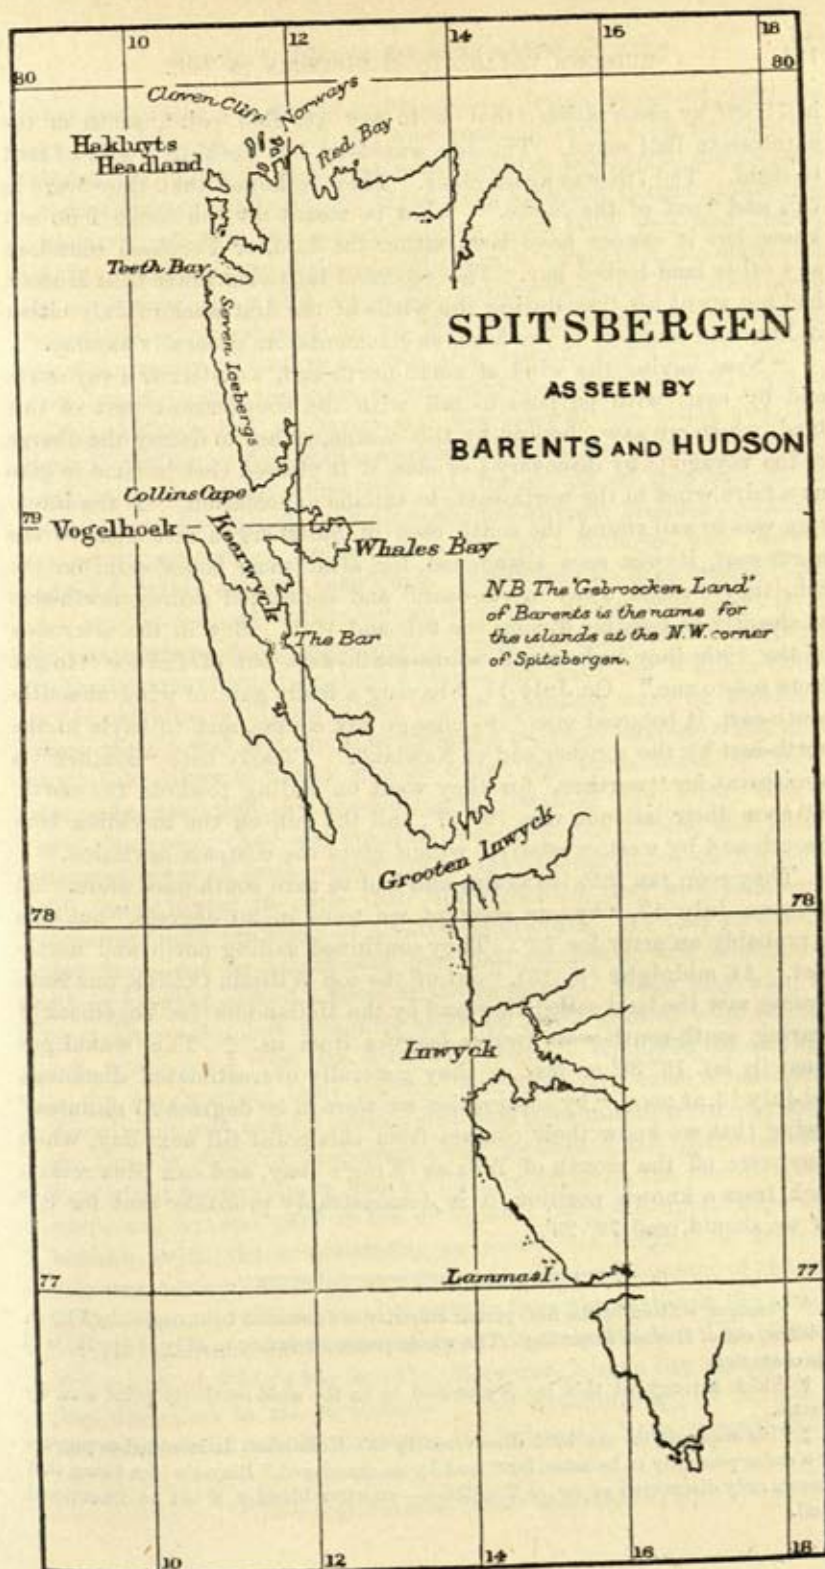 10
12
14
16
18
80
80
Cloven Cliff
Norways
Hakluyts
Headland
Red Bay
Teeth Bay
Seven Icebergs
SPITSBERGEN
AS SEEN BY
BARENTS AND HUDSON
Collins Cape
79
Vogelhoek
Keerwyck
Whales Bay
The Bar
N.B The 'Gebroocken Land'
of Barents is the name for
the islands at the N.W. corner
of Spitsbergen.
Grooten Inwyck
78
78
Inwyck
Lammas I.
77
77
10
12
14
16
18